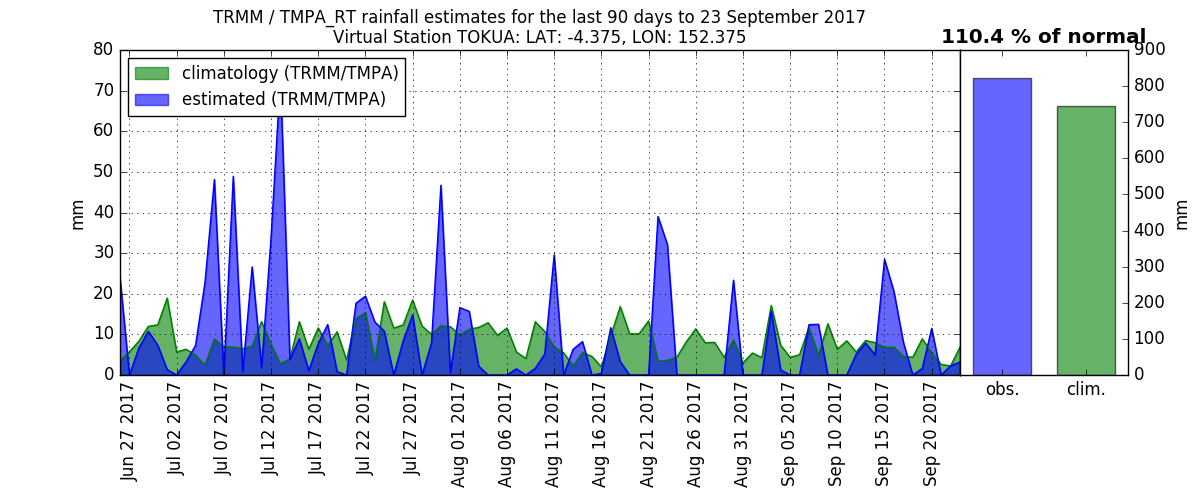 TRMM / TMPA_RT rainfall estimates for the last 90 days to 23 September 2017
Virtual Station TOKUA: LAT: -4.375, LON: 152.375
110.4 % of normal
climatology (TRMM/TMPA)
estimated (TRMM/TMPA)
80
70
60
50
40
30
20
10
0
mm
Jun 27 2017
Jul 02 2017
Jul 07 2017
Jul 12 2017
Jul 17 2017
Jul 22 2017
Jul 27 2017
Aug 01 2017
Aug 06 2017
Aug 11 2017
Aug 16 2017
Aug 21 2017
Aug 26 2017
Aug 31 2017
Sep 05 2017
Sep 10 2017
Sep 15 2017
Sep 20 2017
900
800
700
600
500
400
300
200
100
0
mm
obs.
clim.